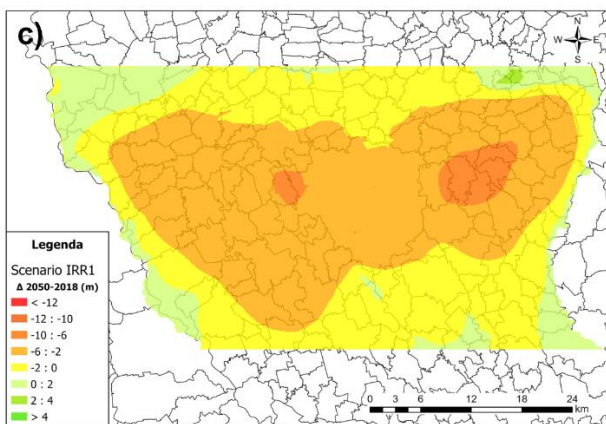 c)
N
W E
S
Legenda
Scenario IRR1
Δ 2050-2018 (m)
< -12
-12 : -10
-10 : -6
-6 : -2
-2 : 0
0 : 2
2 : 4
> 4
0 3 6 12 18 24
km